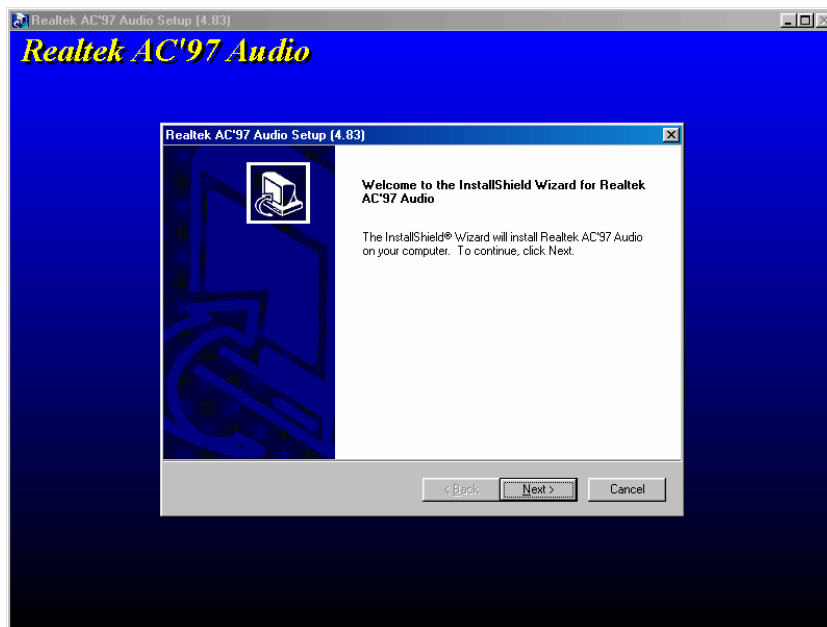 Realtek AC'97 Audio Setup (4.83)
Realtek AC'97 Audio
Realtek AC'97 Audio Setup (4.83)
Welcome to the InstallShield Wizard for Realtek
AC'97 Audio
The InstallShield® Wizard will install Realtek AC'97 Audio
on your computer. To continue, click Next.
< Back
Next >
Cancel